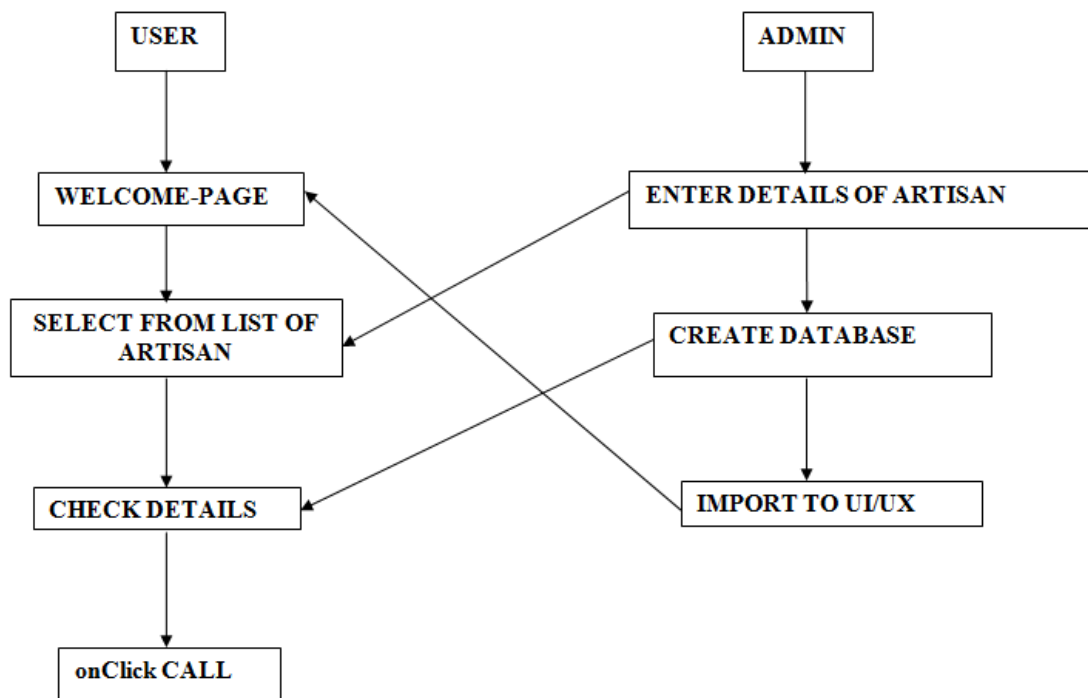 USER
ADMIN
WELCOME-PAGE
ENTER DETAILS OF ARTISAN
SELECT FROM LIST OF
ARTISAN
CREATE DATABASE
CHECK DETAILS
IMPORT TO UI/UX
onClick CALL